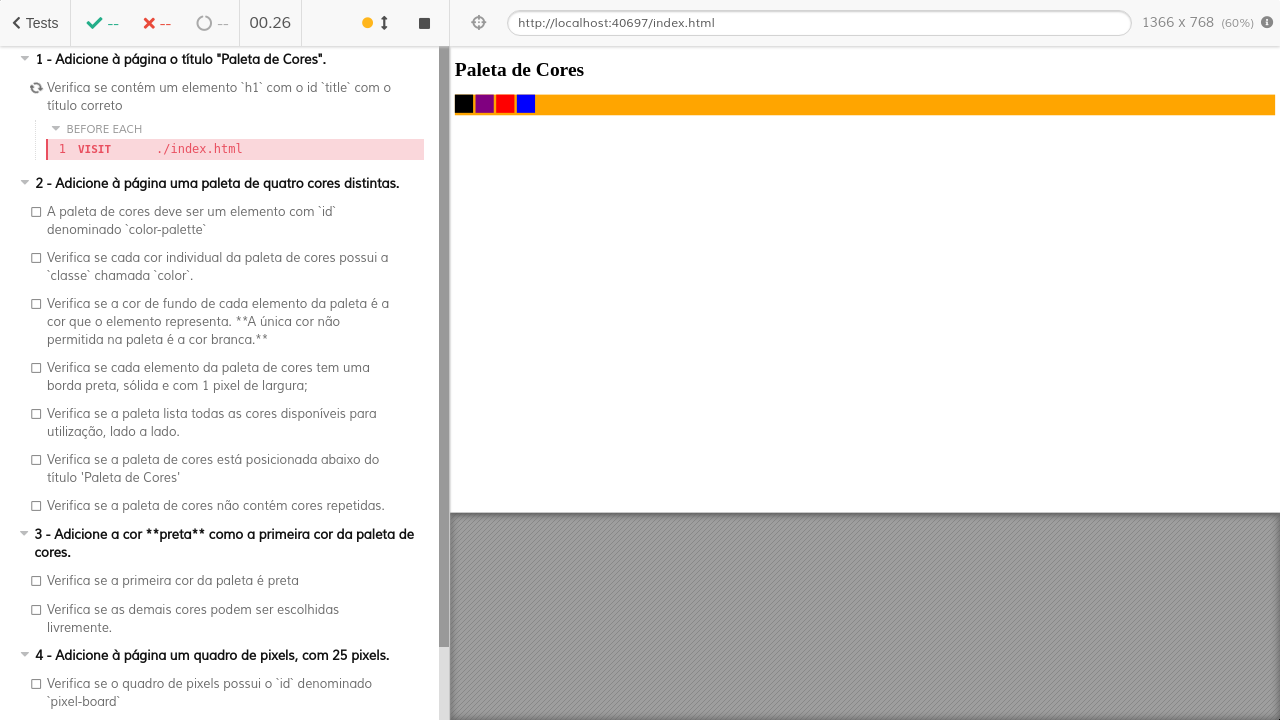 Tests -- -- -- 00.26 http://localhost:40697/index.html 1366 x 768 (60%)
1 - Adicione à página o título "Paleta de Cores".
Verifica se contém um elemento `h1` com o id `title` com o
título correto
BEFORE EACH
1 VISIT ./index.html
2 - Adicione à página uma paleta de quatro cores distintas.
A paleta de cores deve ser um elemento com `id`
denominado `color-palette`
Verifica se cada cor individual da paleta de cores possui a
`classe` chamada `color`.
Verifica se a cor de fundo de cada elemento da paleta é a
cor que o elemento representa. **A única cor não
permitida na paleta é a cor branca.**
Verifica se cada elemento da paleta de cores tem uma
borda preta, sólida e com 1 pixel de largura;
Verifica se a paleta lista todas as cores disponíveis para
utilização, lado a lado.
Verifica se a paleta de cores está posicionada abaixo do
título 'Paleta de Cores'
Verifica se a paleta de cores não contém cores repetidas.
3 - Adicione a cor **preta** como a primeira cor da paleta de
cores.
Verifica se a primeira cor da paleta é preta
Verifica se as demais cores podem ser escolhidas
livremente.
4 - Adicione à página um quadro de pixels, com 25 pixels.
Verifica se o quadro de pixels possui o `id` denominado
`pixel-board`
Paleta de Cores